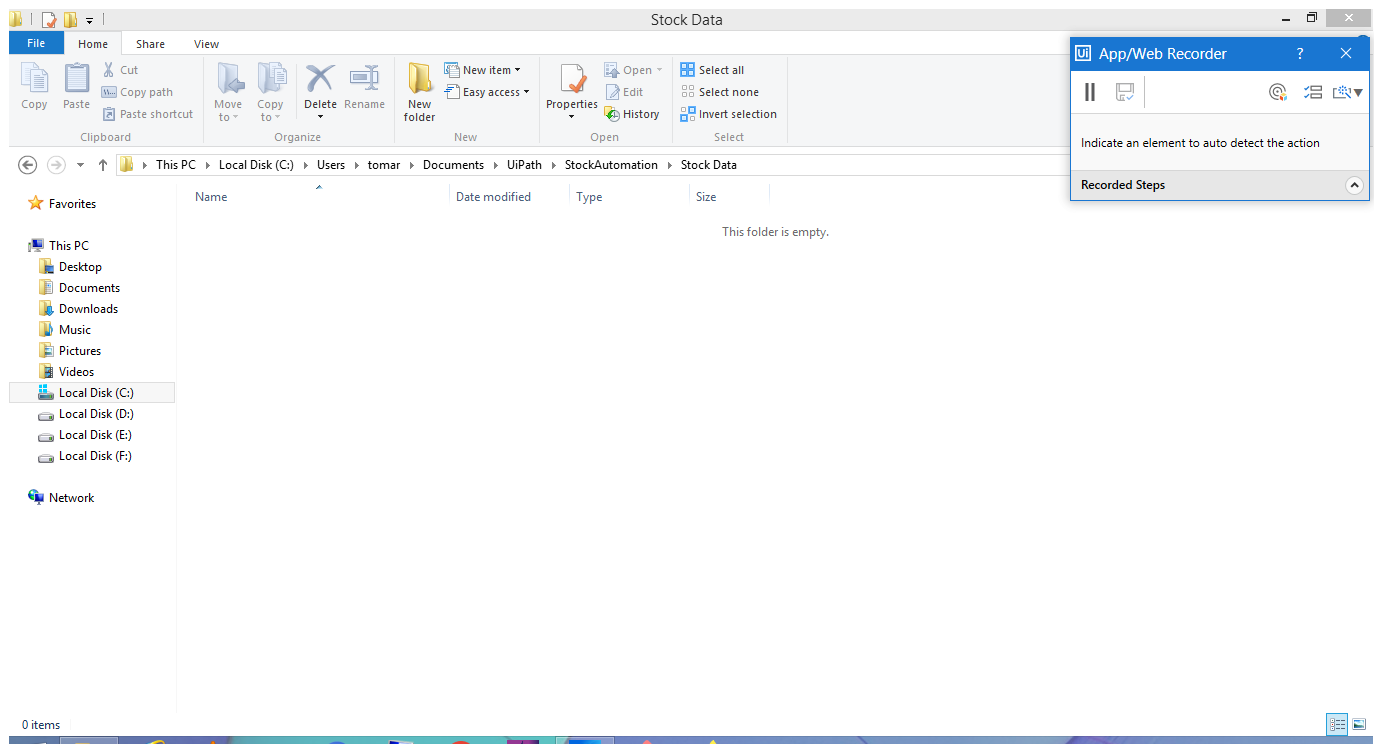 Stock Data
File Home Share View
Copy
Paste
Cut
Copy path
Paste shortcut
Clipboard
Move to
Copy to
Delete
Rename
Organize
New folder
New item
Easy access
New
Properties
Open
Edit
History
Open
Select all
Select none
Invert selection
Select
Ui App/Web Recorder ?
Indicate an element to auto detect the action
Recorded Steps
This PC Local Disk (C:) Users tomar Documents UiPath StockAutomation Stock Data
Name Date modified Type Size
This folder is empty.
Favorites
This PC
Desktop
Documents
Downloads
Music
Pictures
Videos
Local Disk (C:)
Local Disk (D:)
Local Disk (E:)
Local Disk (F:)
Network
0 items